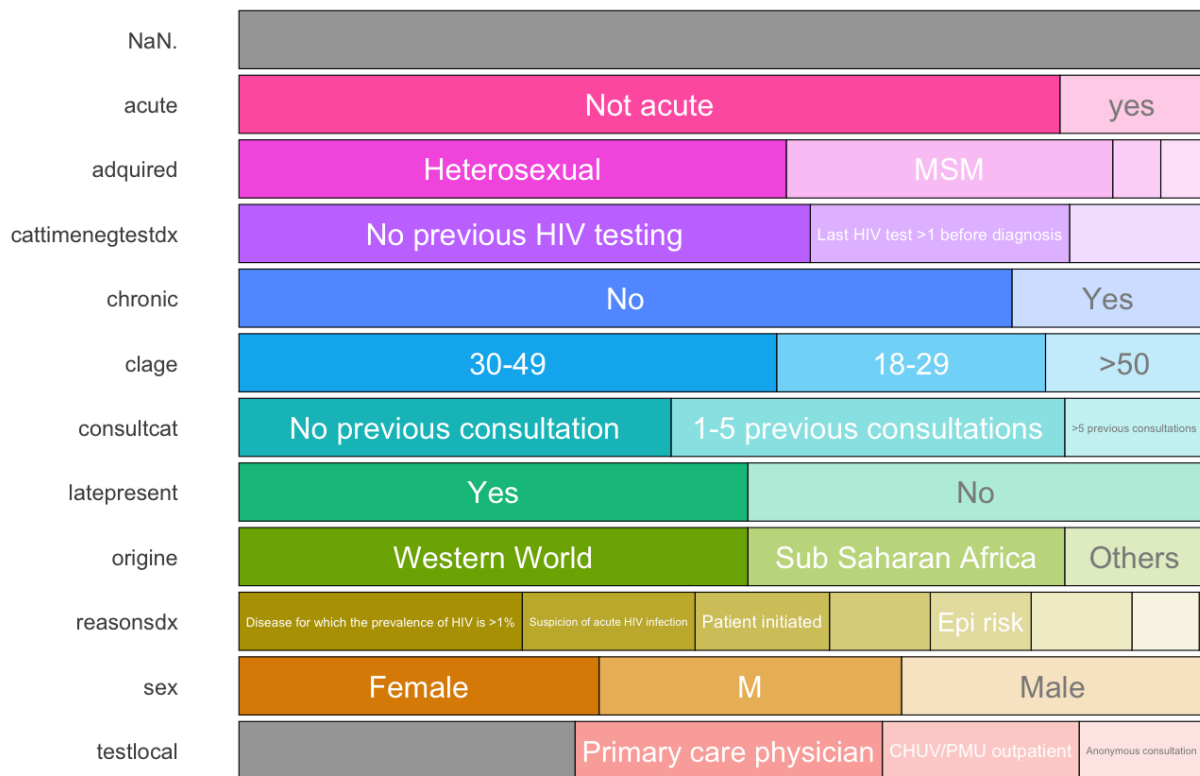 NaN.
acute Not acute yes
adquired Heterosexual MSM
cattimenegtestdx No previous HIV testing Last HIV test >1 before diagnosis
chronic No Yes
clage 30-49 18-29 >50
consultcat No previous consultation 1-5 previous consultations >5 previous consultations
latepresent Yes No
origine Western World Sub Saharan Africa Others
reasonsdx Disease for which the prevalence of HIV is >1% Suspicion of acute HIV infection Patient initiated Epi risk
sex Female M Male
testlocal Primary care physician CHUV/PMU outpatient Anonymous consultation